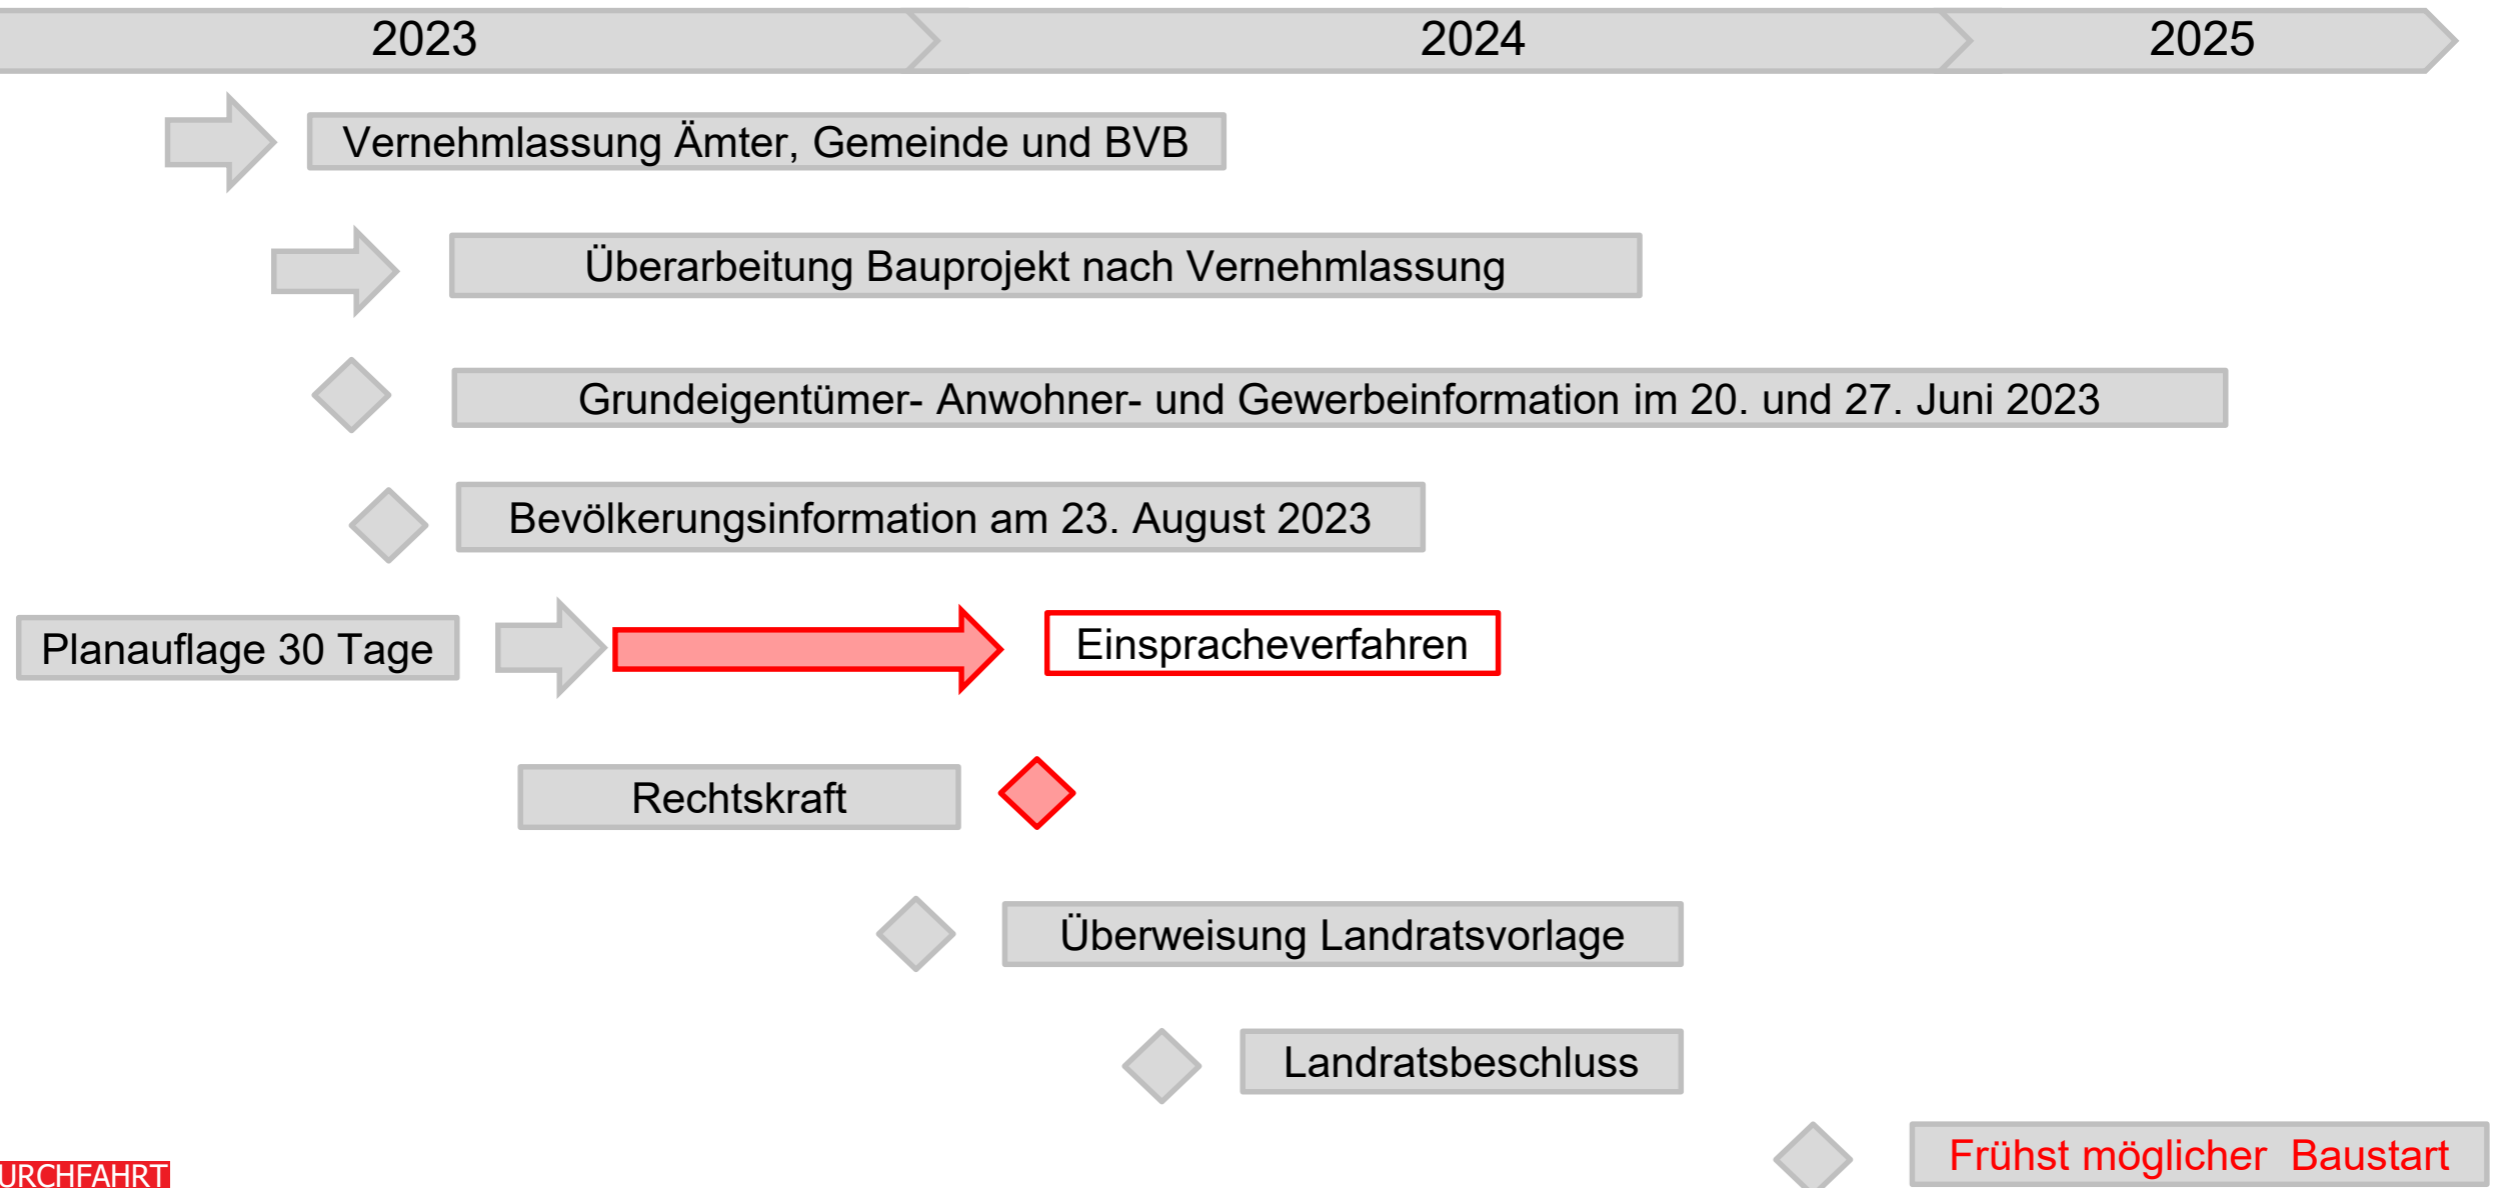 2023
2024
2025
Vernehmlassung Ämter, Gemeinde und BVB
Überarbeitung Bauprojekt nach Vernehmlassung
Grundeigentümer- Anwohner- und Gewerbeinformation im 20. und 27. Juni 2023
Bevölkerungsinformation am 23. August 2023
Planauflage 30 Tage
Einspracheverfahren
Rechtskraft
Überweisung Landratsvorlage
Landratsbeschluss
Frühst möglicher Baustart
URCHFAHRT